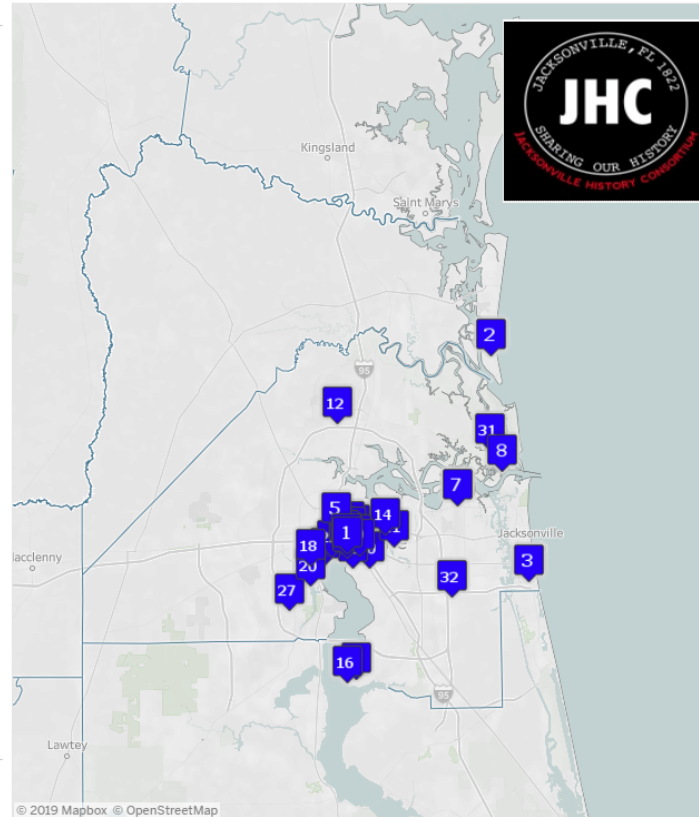 JACKSONVILLE, FL 1822
JHC
SHARING OUR HISTORY
JACKSONVILLE HISTORY CONSORTIUM
Kingsland
Saint Marys
2
95
12
31
8
7
5
14
1
18
Jacksonville
3
20
32
27
16
95
Lawtey
© 2019 Mapbox © OpenStreetMap